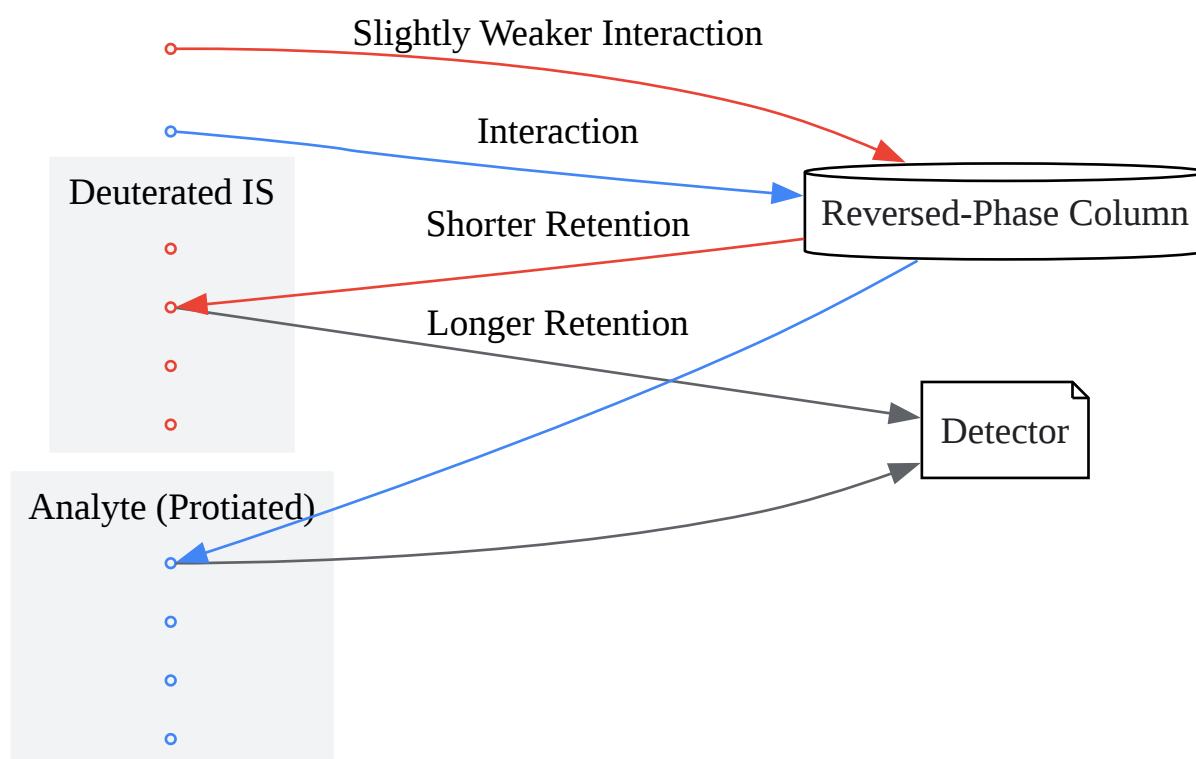 Slightly Weaker Interaction
Interaction
Deuterated IS
Reversed-Phase Column
Shorter Retention
Longer Retention
Detector
Analyte (Protiated)